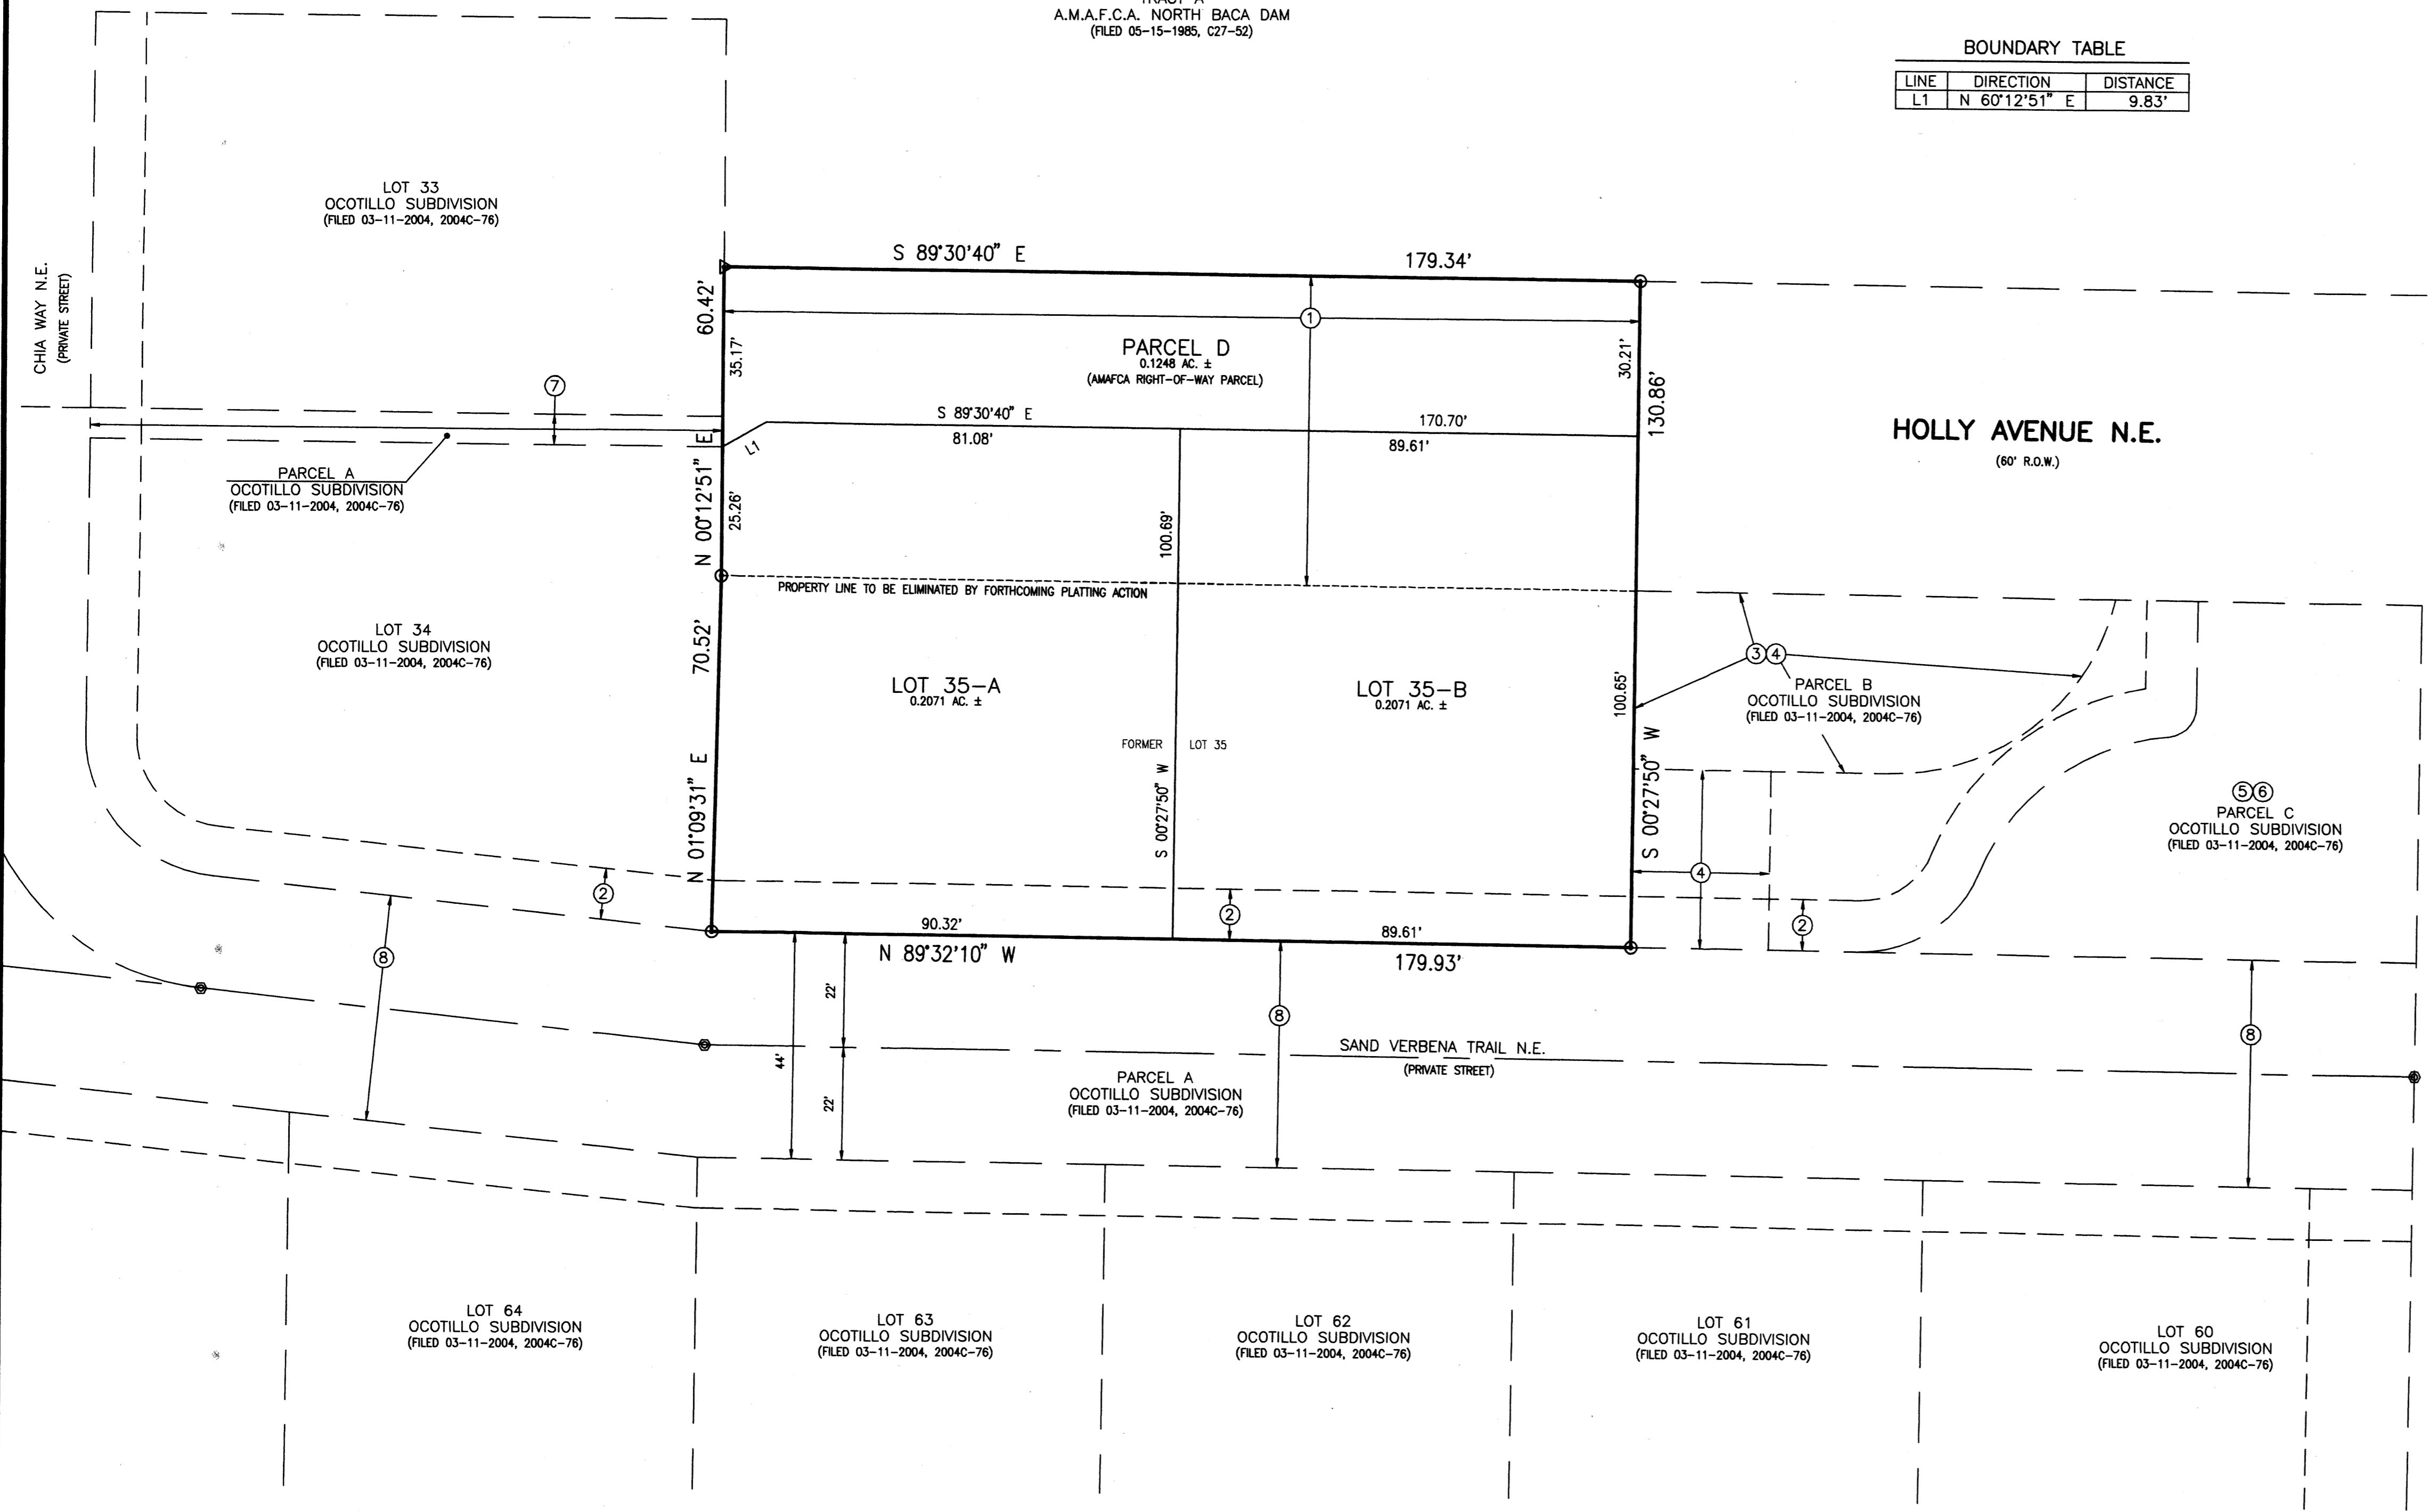 TRACT A
A.M.A.F.C.A. NORTH BACA DAM
(FILED 05-15-1985, C27-52)
BOUNDARY TABLE
LINE DIRECTION DISTANCE
L1 N 60°12'51" E 9.83'
LOT 33
OCOTILLO SUBDIVISION
(FILED 03-11-2004, 2004C-76)
CHIA WAY N.E.
(PRIVATE STREET)
S 89°30'40" E
179.34'
60.42'
35.17'
1
PARCEL D
0.1248 AC. ±
(AMAFCA RIGHT-OF-WAY PARCEL)
30.21'
130.86'
7
S 89°30'40" E
170.70'
81.08'
89.61'
L1
HOLLY AVENUE N.E.
(60' R.O.W.)
PARCEL A
OCOTILLO SUBDIVISION
(FILED 03-11-2004, 2004C-76)
N 00°12'51" E
25.26'
100.69'
PROPERTY LINE TO BE ELIMINATED BY FORTHCOMING PLATTING ACTION
LOT 34
OCOTILLO SUBDIVISION
(FILED 03-11-2004, 2004C-76)
70.52'
LOT 35-A
0.2071 AC. ±
LOT 35-B
0.2071 AC. ±
100.65'
3 4
PARCEL B
OCOTILLO SUBDIVISION
(FILED 03-11-2004, 2004C-76)
FORMER LOT 35
N 01°09'31" E
S 00°27'50" W
S 00°27'50" W
5 6
PARCEL C
OCOTILLO SUBDIVISION
(FILED 03-11-2004, 2004C-76)
4
2
2
2
90.32'
89.61'
N 89°32'10" W
179.93'
8
22'
8
8
44'
SAND VERBENA TRAIL N.E.
(PRIVATE STREET)
22'
PARCEL A
OCOTILLO SUBDIVISION
(FILED 03-11-2004, 2004C-76)
LOT 64
OCOTILLO SUBDIVISION
(FILED 03-11-2004, 2004C-76)
LOT 63
OCOTILLO SUBDIVISION
(FILED 03-11-2004, 2004C-76)
LOT 62
OCOTILLO SUBDIVISION
(FILED 03-11-2004, 2004C-76)
LOT 61
OCOTILLO SUBDIVISION
(FILED 03-11-2004, 2004C-76)
LOT 60
OCOTILLO SUBDIVISION
(FILED 03-11-2004, 2004C-76)